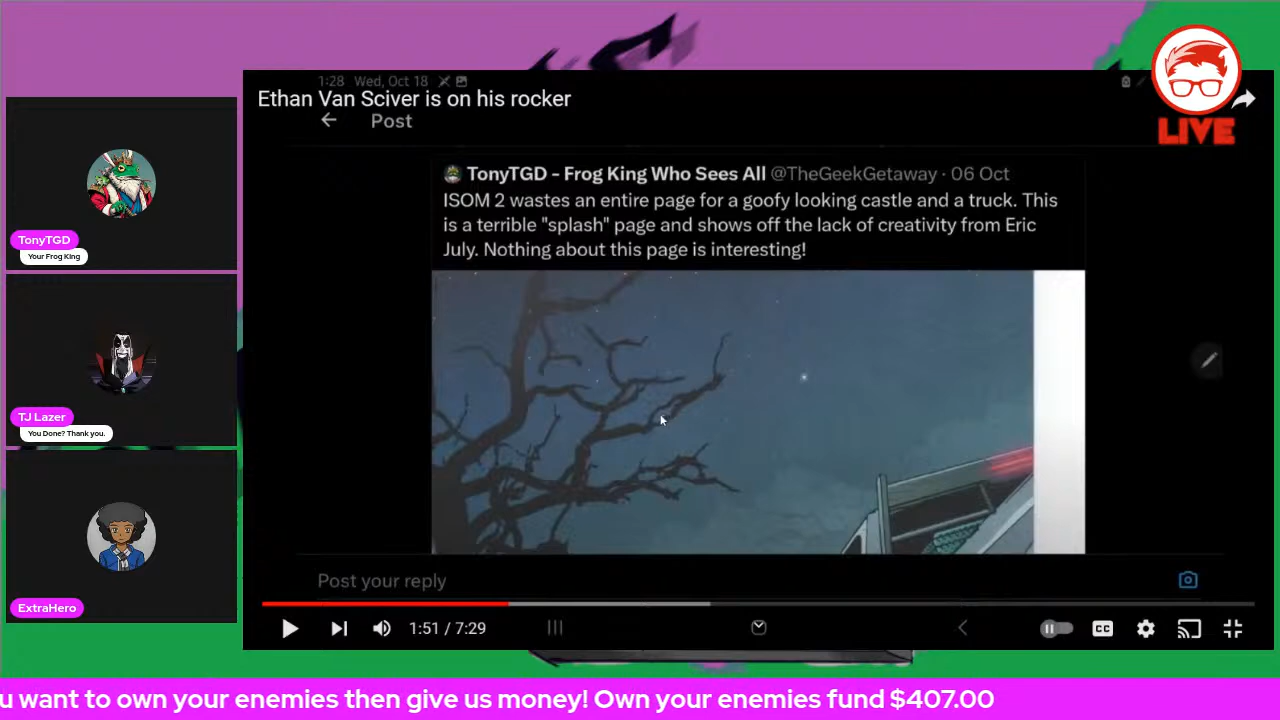 1:28 Wed, Oct 18
Ethan Van Sciver is on his rocker
Post
LIVE
TonyTGD - Frog King Who Sees All @TheGeekGetaway · 06 Oct
ISOM 2 wastes an entire page for a goofy looking castle and a truck. This
is a terrible "splash" page and shows off the lack of creativity from Eric
July. Nothing about this page is interesting!
TonyTGD
Your Frog King
TJ Lazer
You Done? Thank you.
ExtraHero
Post your reply
1:51 / 7:29
CC
u want to own your enemies then give us money! Own your enemies fund $407.00